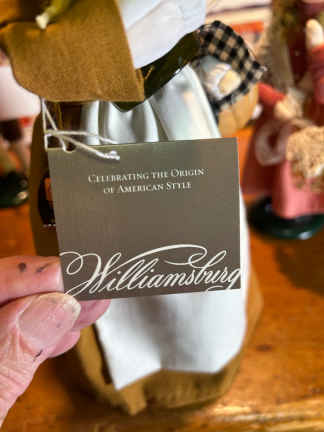 Celebrating the Origin
of American Style
Williamsburg